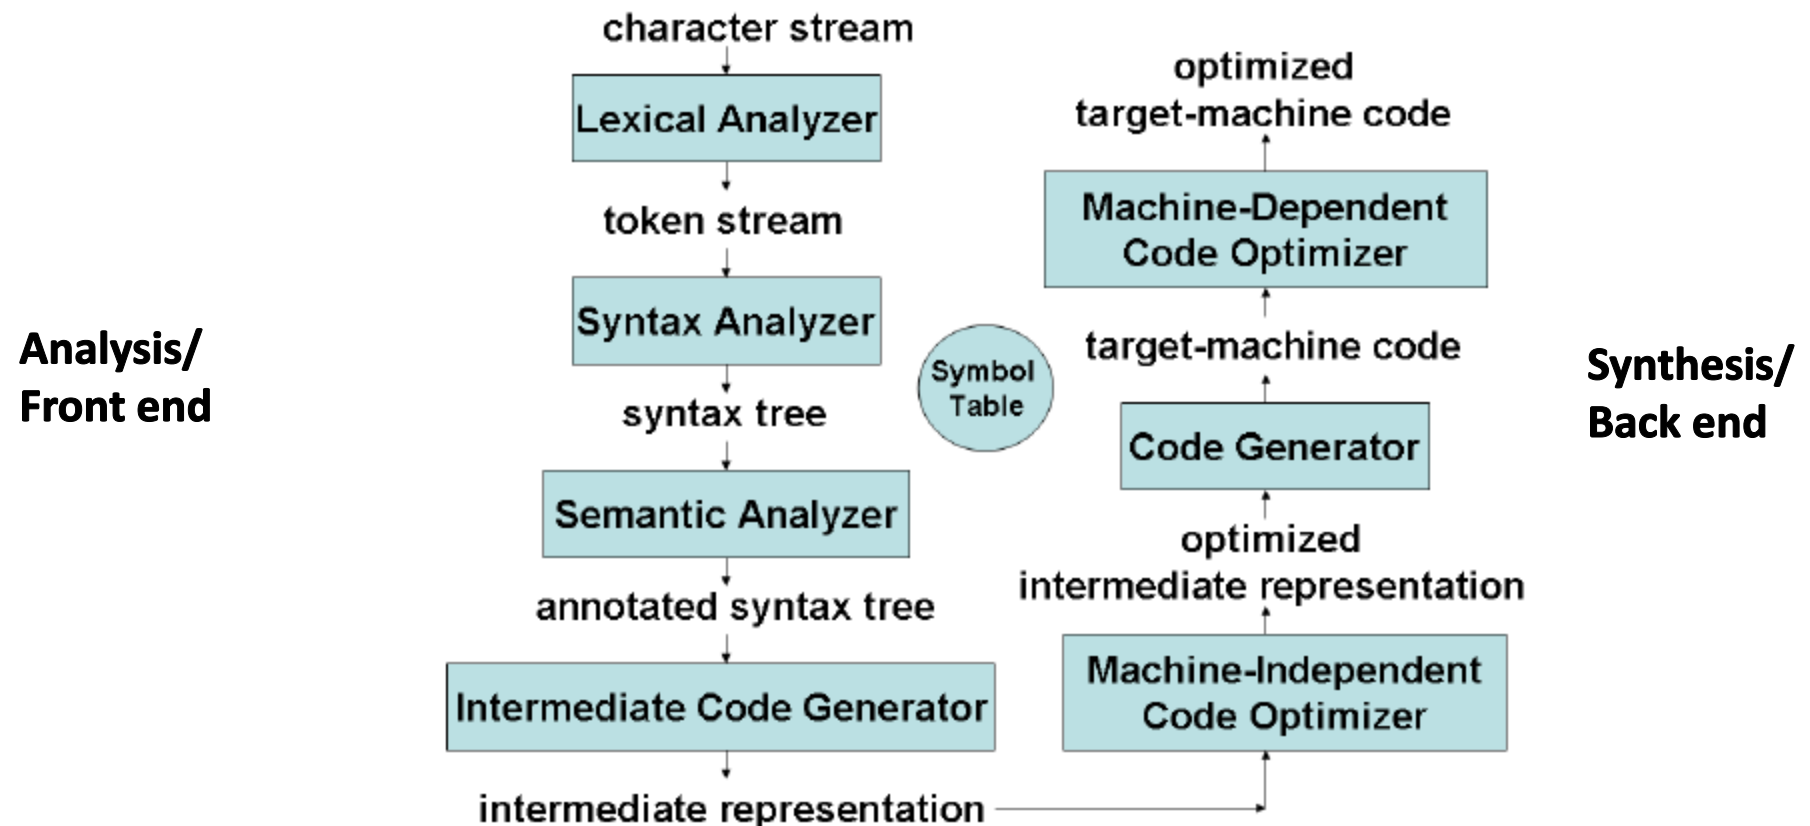 Analysis/
Front end
character stream
Lexical Analyzer
token stream
Syntax Analyzer
syntax tree
Semantic Analyzer
annotated syntax tree
Intermediate Code Generator
intermediate representation
Symbol
Table
optimized
target-machine code
Machine-Dependent
Code Optimizer
target-machine code
Code Generator
optimized
intermediate representation
Machine-Independent
Code Optimizer
Synthesis/
Back end